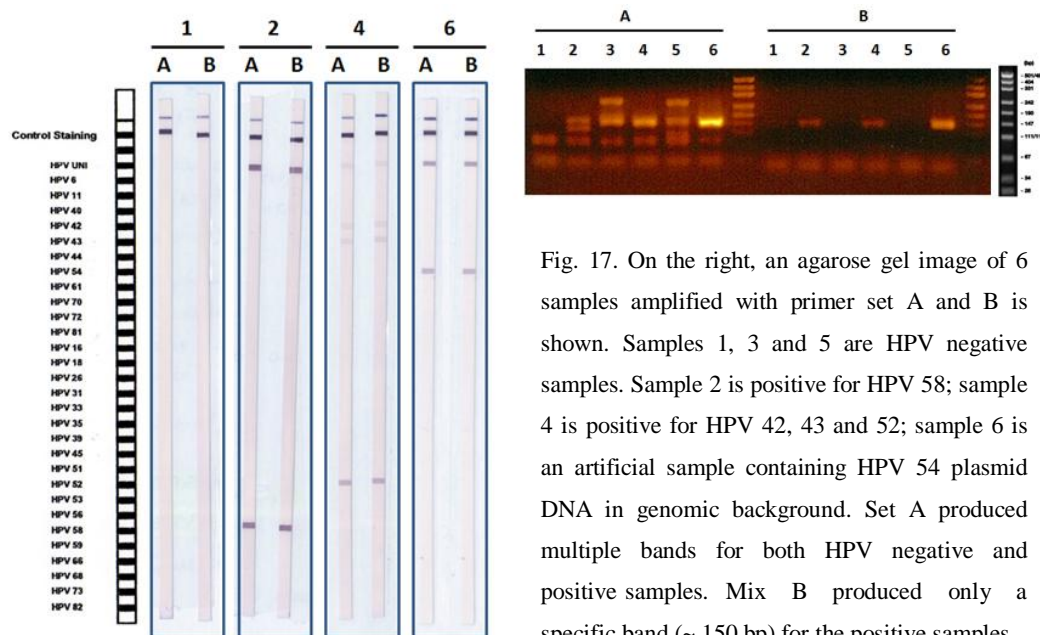 1 2 4 6
A B A B A B A B
Control Staining
HPV UNI
HPV 6
HPV 11
HPV 40
HPV 42
HPV 43
HPV 44
HPV 54
HPV 61
HPV 70
HPV 72
HPV 81
HPV 16
HPV 18
HPV 26
HPV 31
HPV 33
HPV 35
HPV 39
HPV 45
HPV 51
HPV 52
HPV 53
HPV 56
HPV 58
HPV 59
HPV 66
HPV 68
HPV 73
HPV 82
A B
1 2 3 4 5 6 1 2 3 4 5 6
242
190
147
67
34
26
Fig. 17. On the right, an agarose gel image of 6
samples amplified with primer set A and B is
shown. Samples 1, 3 and 5 are HPV negative
samples. Sample 2 is positive for HPV 58; sample
4 is positive for HPV 42, 43 and 52; sample 6 is
an artificial sample containing HPV 54 plasmid
DNA in genomic background. Set A produced
multiple bands for both HPV negative and
positive samples. Mix B produced only a
specific band (~ 150 bp) for the positive samples.